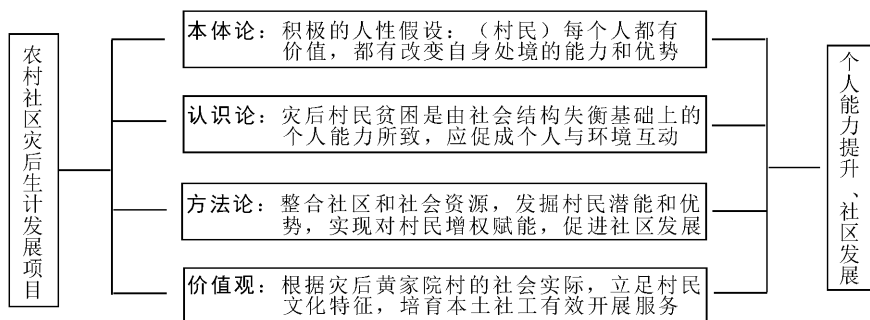 农村社区灾后生计发展项目
本体论：积极的人性假设：（村民）每个人都有
价值，都有改变自身处境的能力和优势
认识论：灾后村民贫困是由社会结构失衡基础上的
个人能力所致，应促成个人与环境互动
方法论：整合社区和社会资源，发掘村民潜能和优
势，实现对村民增权赋能，促进社区发展
价值观：根据灾后黄家院村的社会实际，立足村民
文化特征，培育本土社工有效开展服务
个人能力提升、社区发展